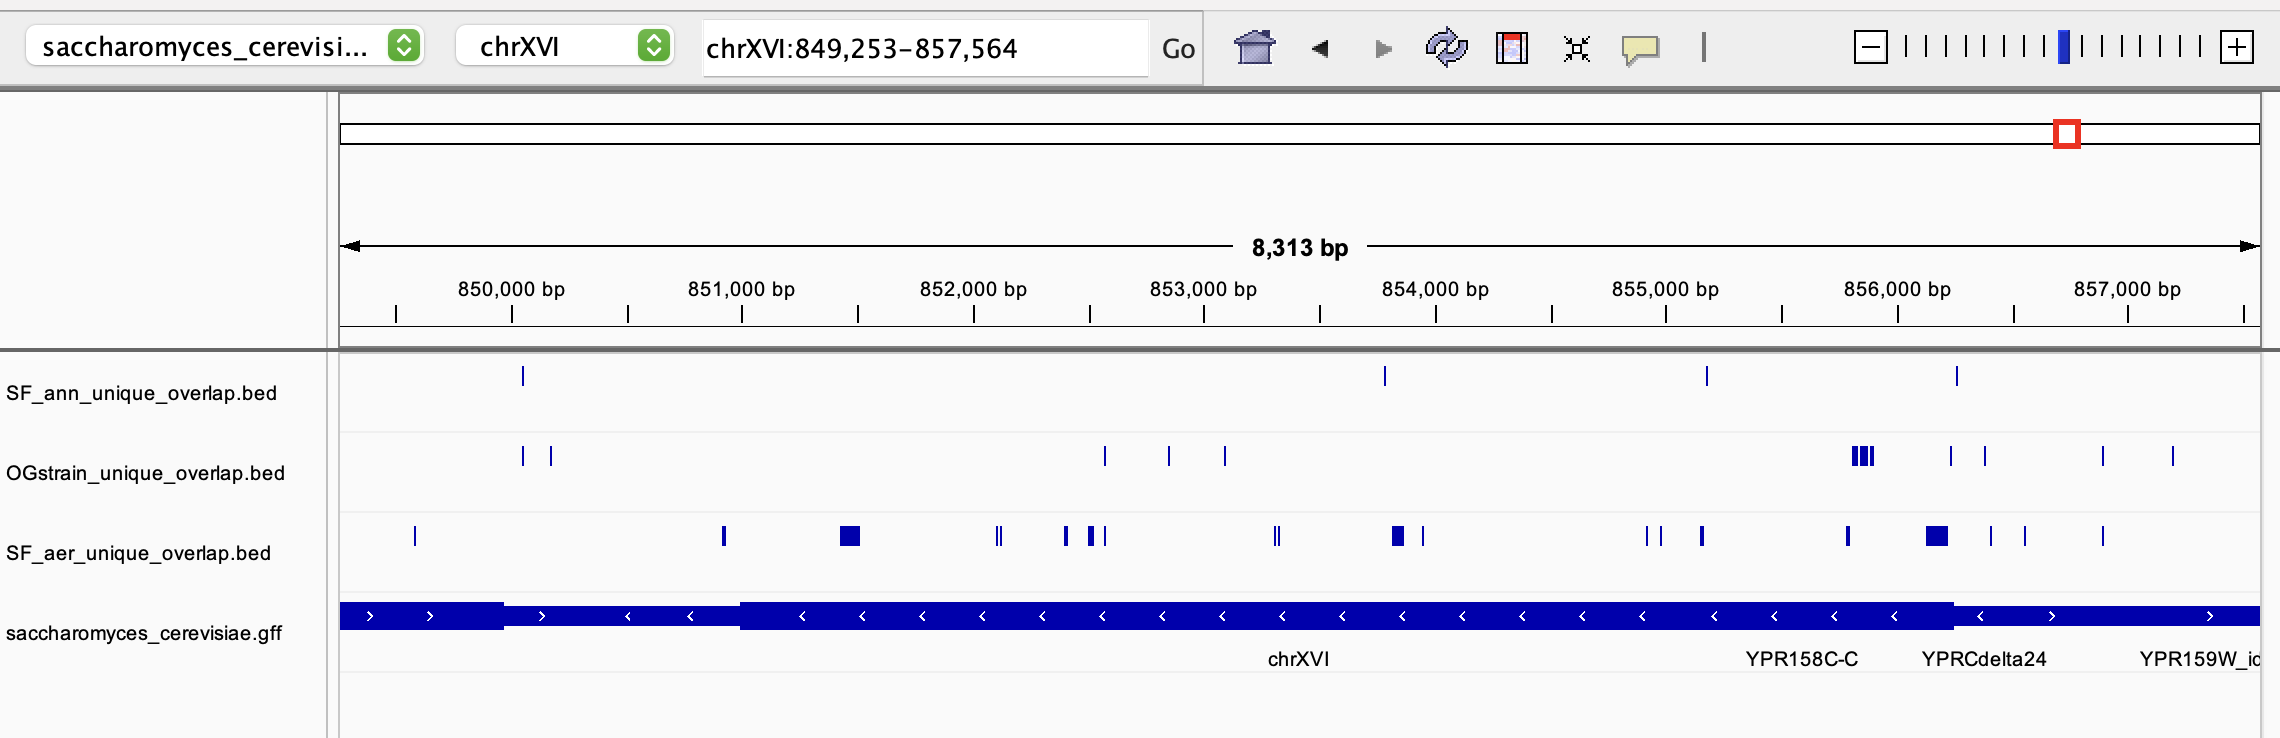 saccharomyces_cerevisi... chrXVI chrXVI:849,253-857,564 Go
8,313 bp
850,000 bp 851,000 bp 852,000 bp 853,000 bp 854,000 bp 855,000 bp 856,000 bp 857,000 bp
SF_ann_unique_overlap.bed
OGstrain_unique_overlap.bed
SF_aer_unique_overlap.bed
saccharomyces_cerevisiae.gff
chrXVI YPR158C-C YPRCdelta24 YPR159W_ic